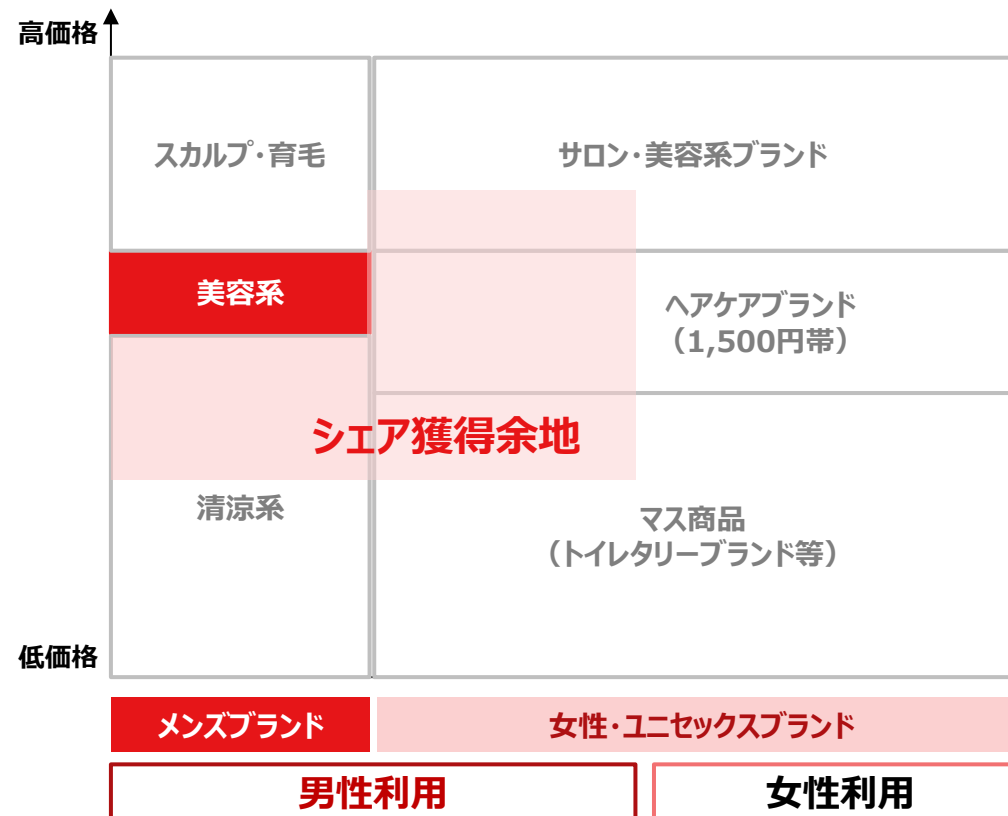 高価格
スカルプ・育毛
サロン・美容系ブランド
美容系
ヘアケアブランド
（1,500円帯）
シェア獲得余地
清涼系
マス商品
（トイレタリーブランド等）
低価格
メンズブランド
女性・ユニセックスブランド
男性利用
女性利用